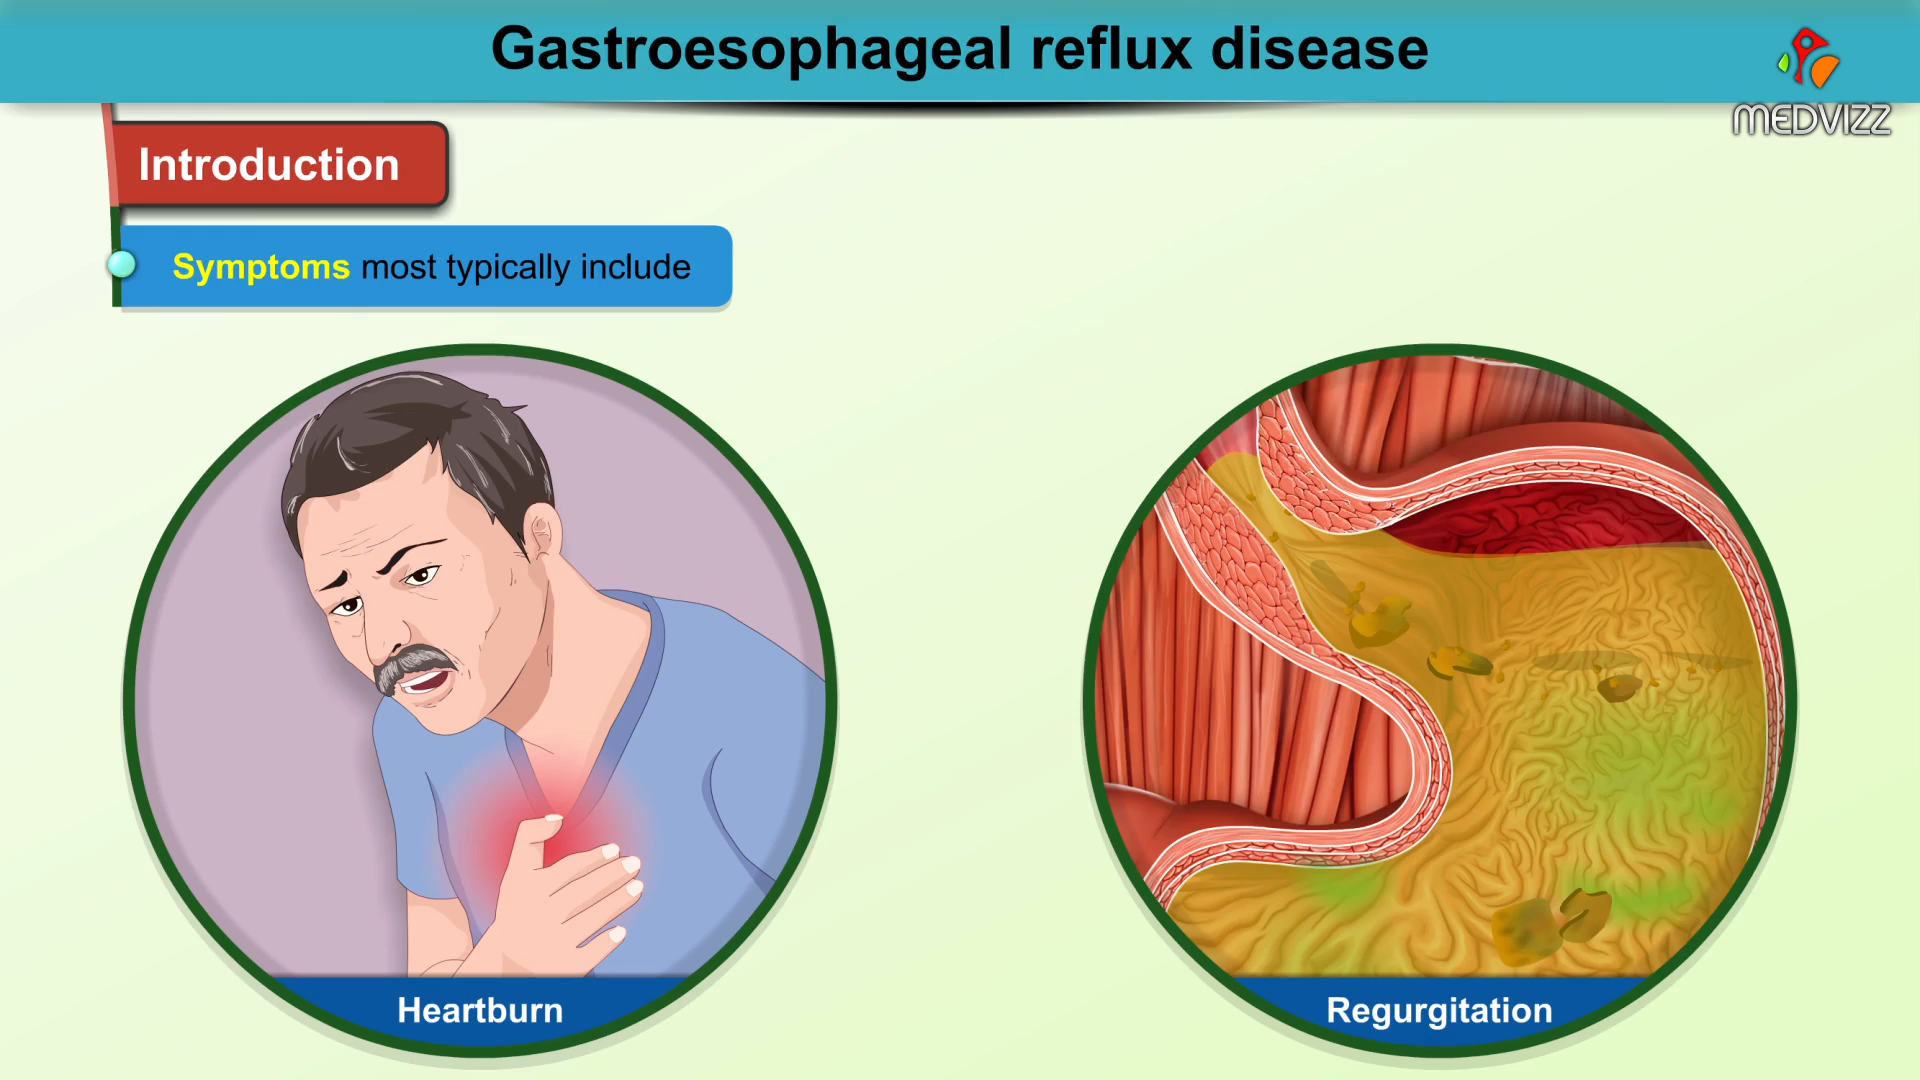 Gastroesophageal reflux disease
MEDVIZZ
Introduction
Symptoms most typically include
Heartburn
Regurgitation